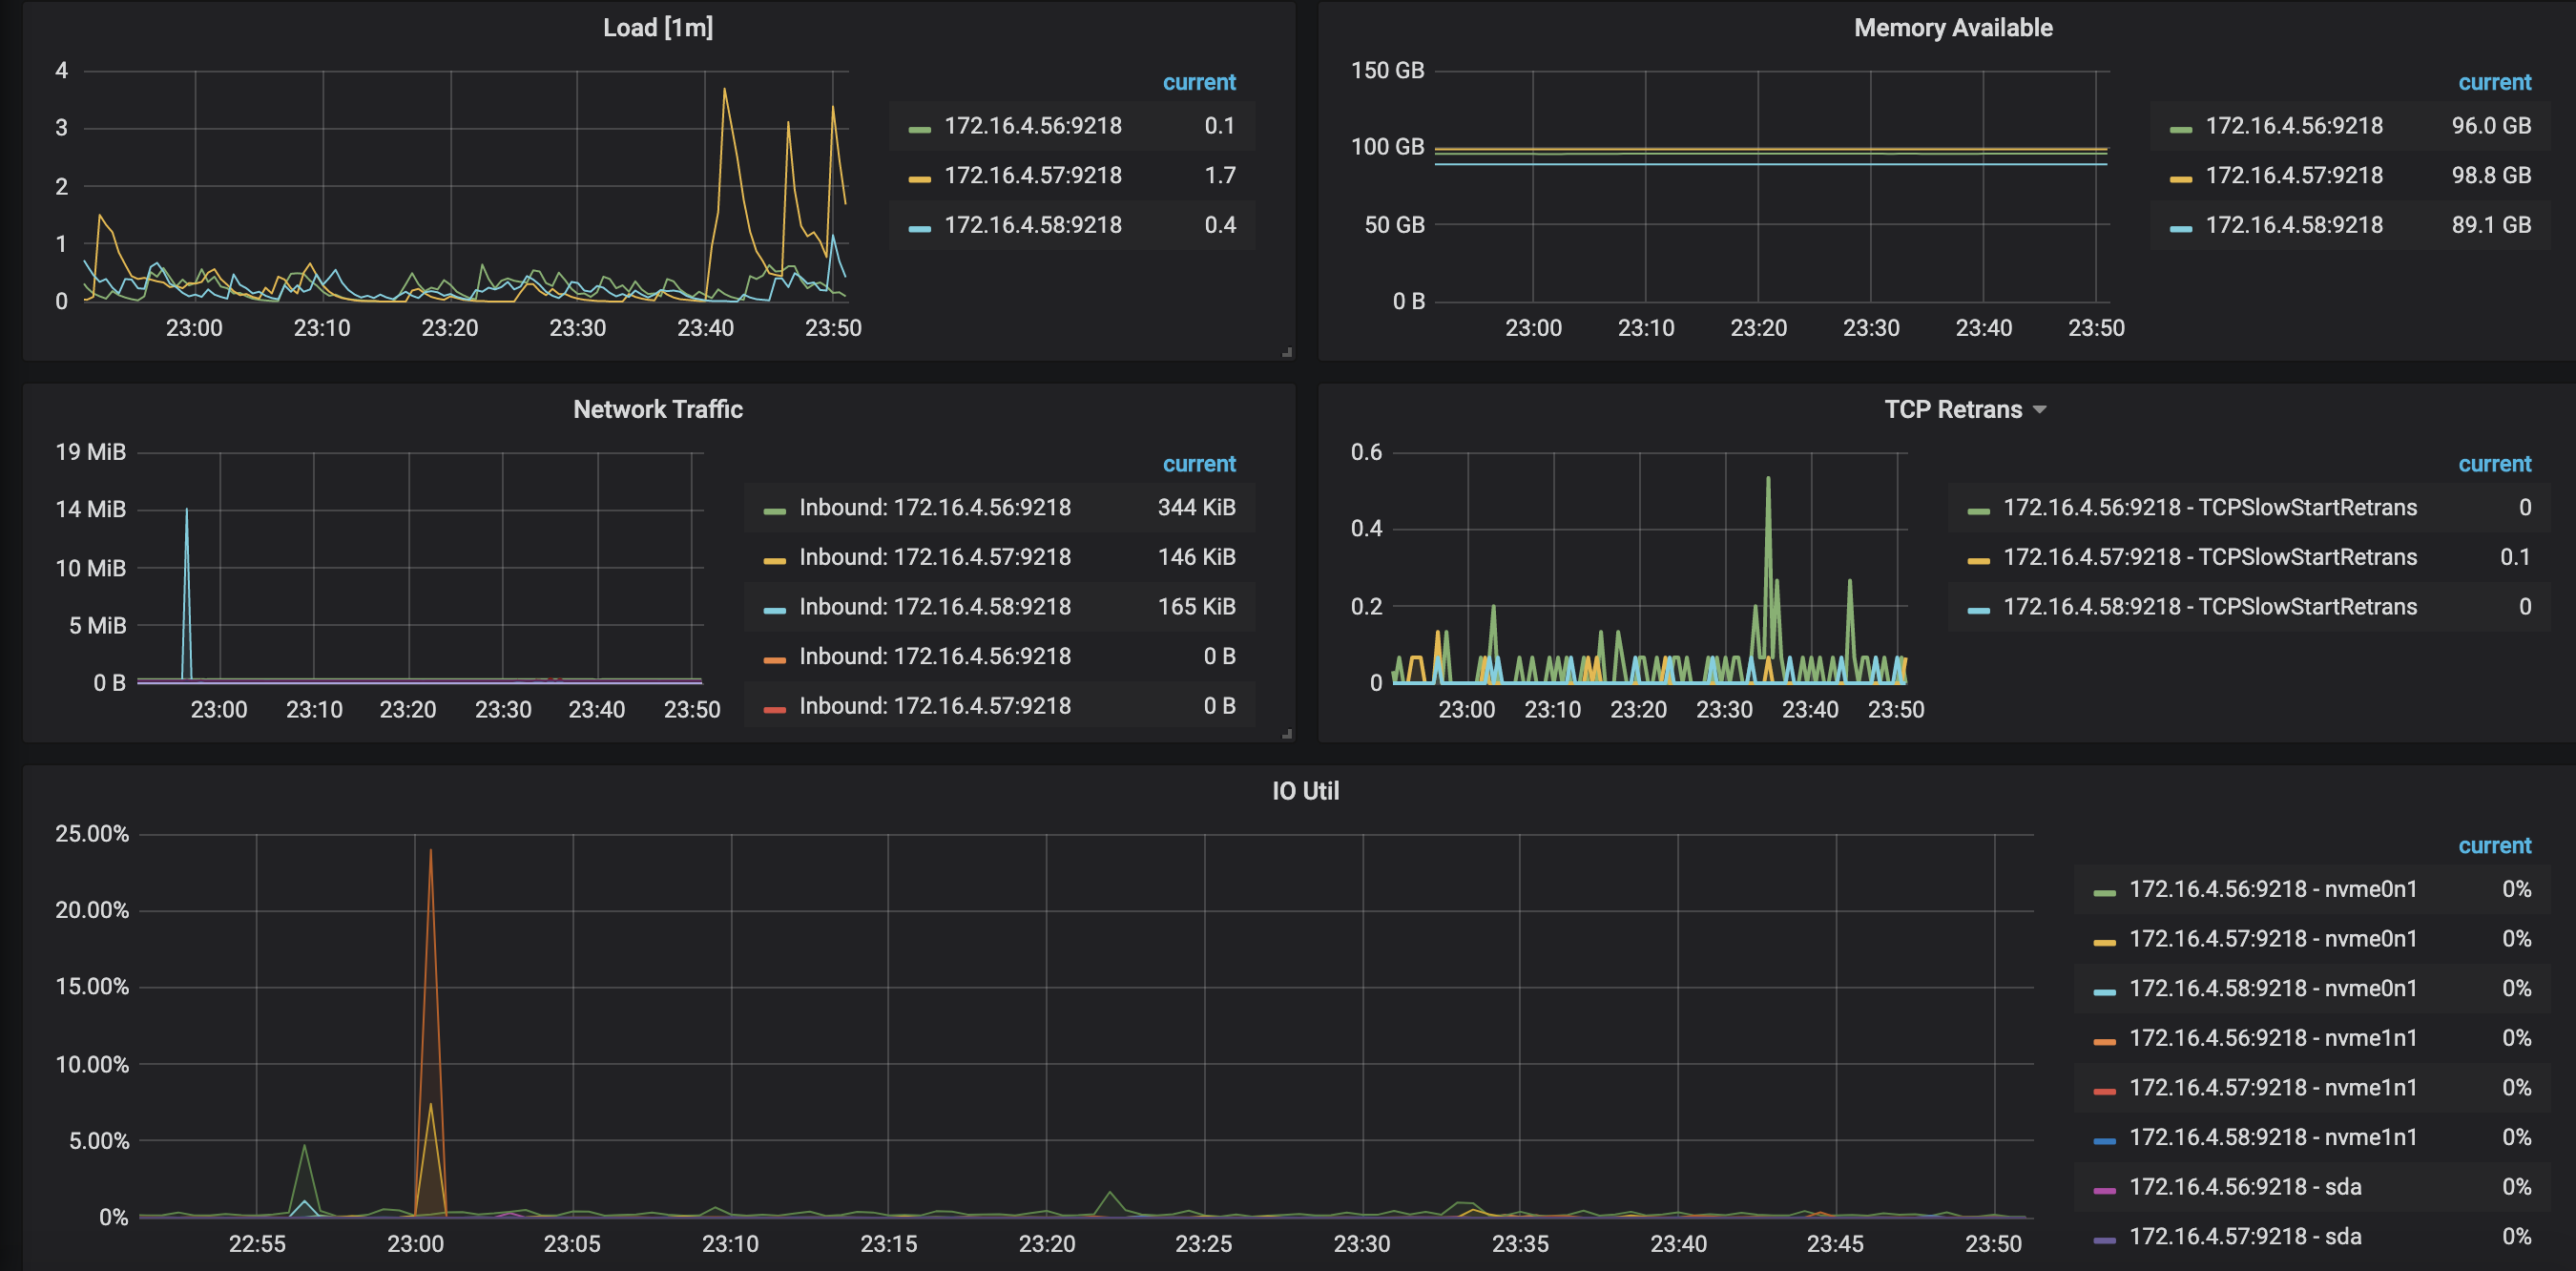 Load [1m]
4
3
2
1
0
23:00 23:10 23:20 23:30 23:40 23:50
current
172.16.4.56:9218 0.1
172.16.4.57:9218 1.7
172.16.4.58:9218 0.4
Memory Available
150 GB
100 GB
50 GB
0 B
23:00 23:10 23:20 23:30 23:40 23:50
current
172.16.4.56:9218 96.0 GB
172.16.4.57:9218 98.8 GB
172.16.4.58:9218 89.1 GB
Network Traffic
19 MiB
14 MiB
10 MiB
5 MiB
0 B
23:00 23:10 23:20 23:30 23:40 23:50
current
Inbound: 172.16.4.56:9218 344 KiB
Inbound: 172.16.4.57:9218 146 KiB
Inbound: 172.16.4.58:9218 165 KiB
Inbound: 172.16.4.56:9218 0 B
Inbound: 172.16.4.57:9218 0 B
TCP Retrans
0.6
0.4
0.2
0
23:00 23:10 23:20 23:30 23:40 23:50
current
172.16.4.56:9218 - TCPSlowStartRetrans 0
172.16.4.57:9218 - TCPSlowStartRetrans 0.1
172.16.4.58:9218 - TCPSlowStartRetrans 0
IO Util
25.00%
20.00%
15.00%
10.00%
5.00%
0%
22:55 23:00 23:05 23:10 23:15 23:20 23:25 23:30 23:35 23:40 23:45 23:50
current
172.16.4.56:9218 - nvme0n1 0%
172.16.4.57:9218 - nvme0n1 0%
172.16.4.58:9218 - nvme0n1 0%
172.16.4.56:9218 - nvme1n1 0%
172.16.4.57:9218 - nvme1n1 0%
172.16.4.58:9218 - nvme1n1 0%
172.16.4.56:9218 - sda 0%
172.16.4.57:9218 - sda 0%